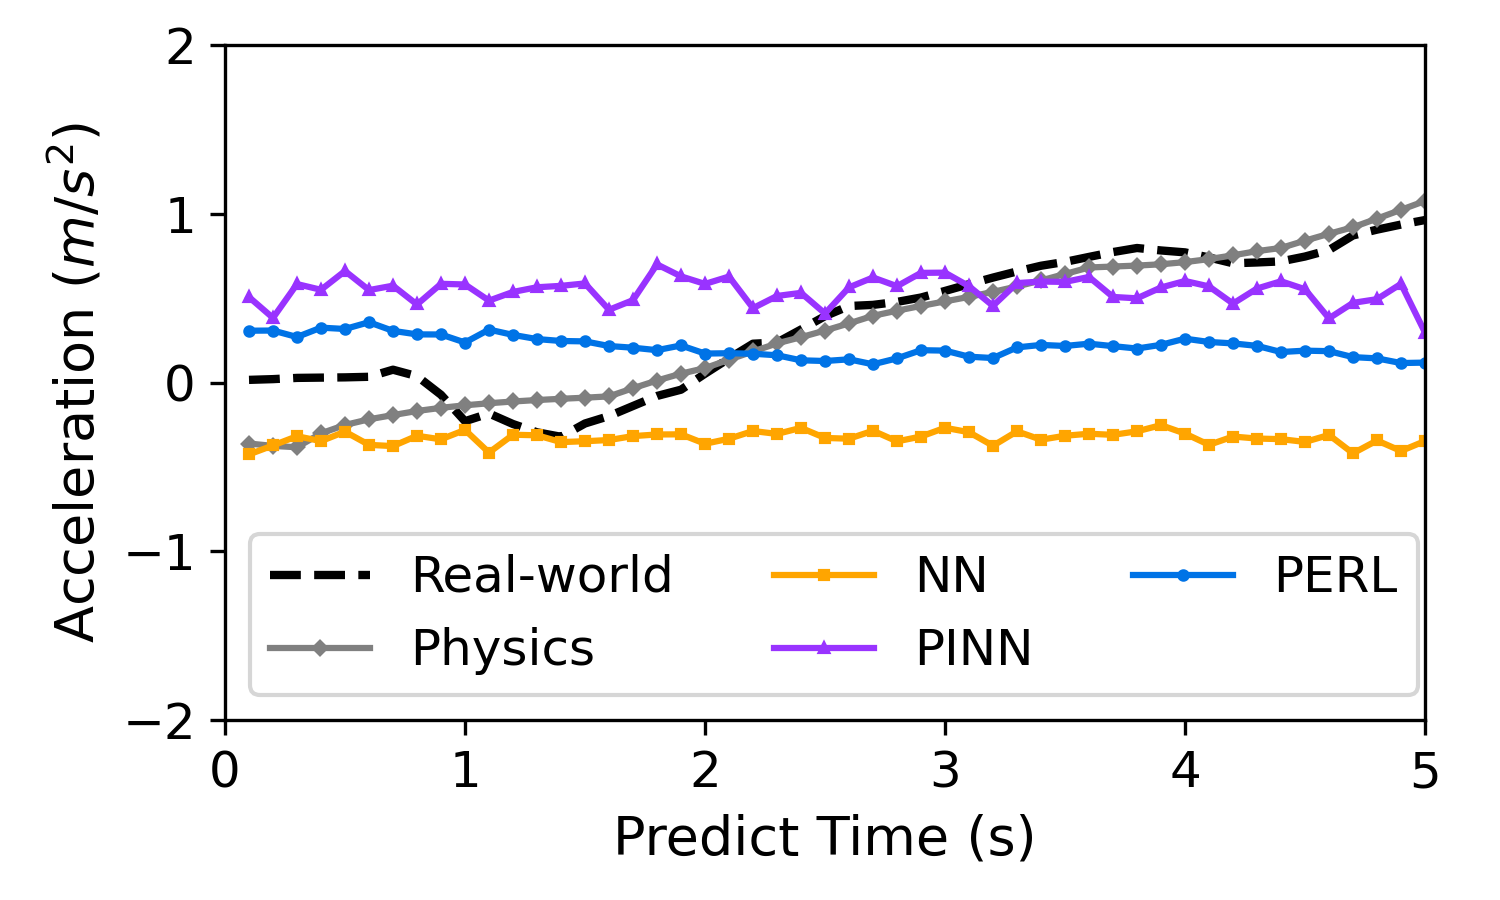 2
1
0
−1
−2
Acceleration (m/s²)
Real-world
Physics
NN
PINN
PERL
0 1 2 3 4 5
Predict Time (s)